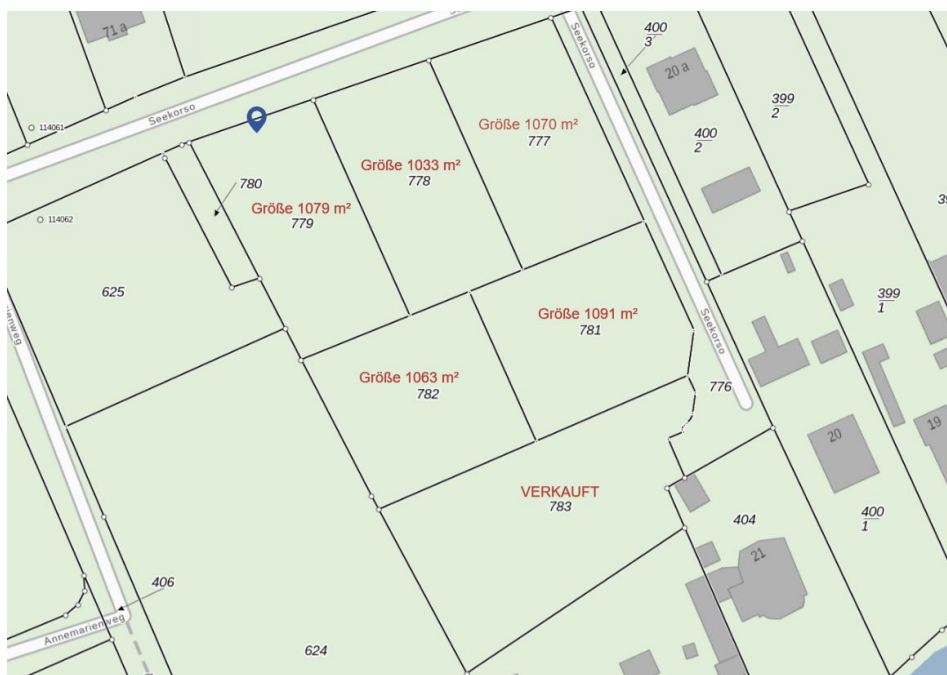 71 a
Seekorso
114061
Seekorso
400
3
20 a
399
2
400
2
Größe 1070 m²
777
Größe 1033 m²
778
780
Größe 1079 m²
779
114062
625
399
1
Größe 1091 m²
781
Seekorso
Größe 1063 m²
782
776
19
20
VERKAUFT
783
400
1
404
21
406
Annemarienweg
624